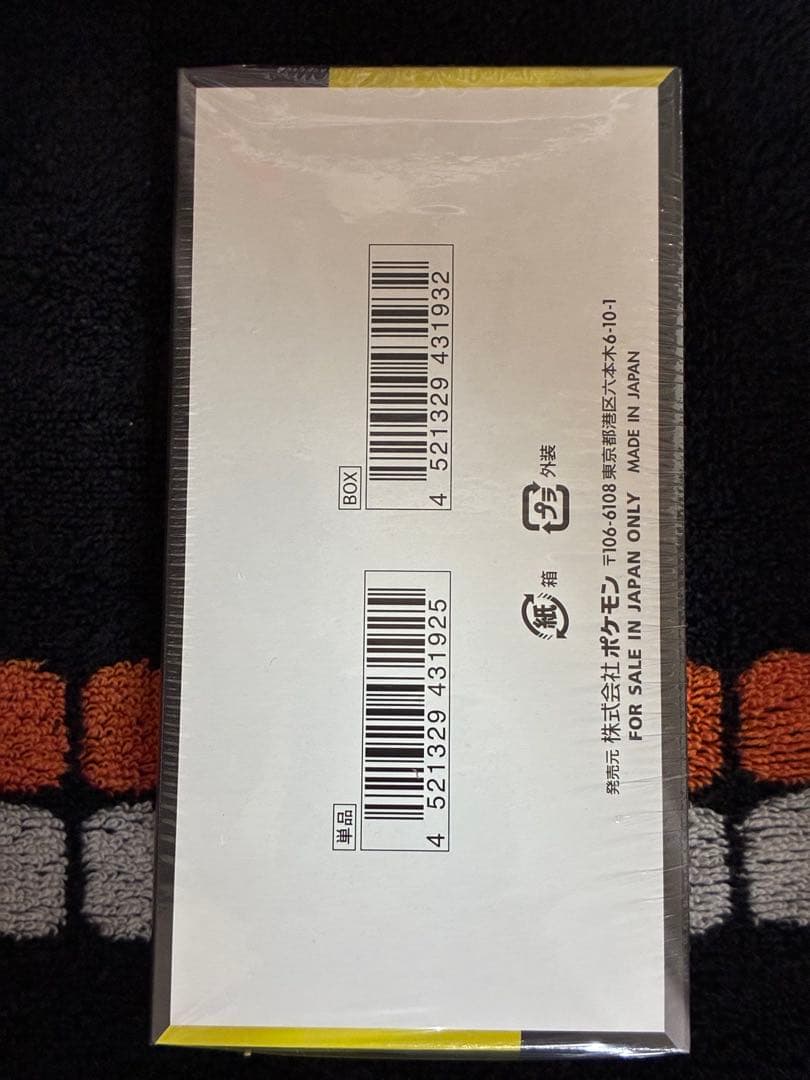 単品
4 521329 431925
BOX
4 521329 431932
紙 箱
プラ 外装
発売元 株式会社ポケモン 〒106-6108 東京都港区六本木6-10-1
FOR SALE IN JAPAN ONLY MADE IN JAPAN